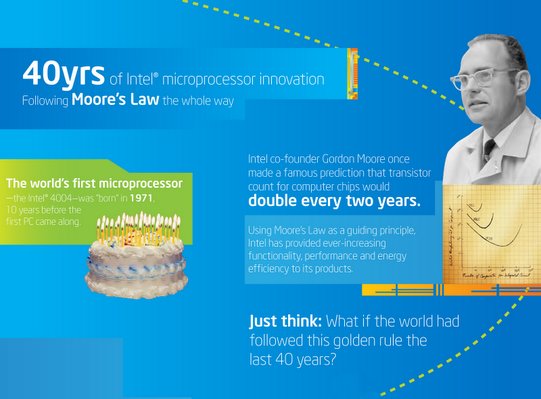 40yrs of Intel® microprocessor innovation
Following Moore's Law the whole way
The world's first microprocessor
—the Intel® 4004—was "born" in 1971,
10 years before the
first PC came along.
Intel co-founder Gordon Moore once
made a famous prediction that transistor
count for computer chips would
double every two years.
Using Moore's Law as a guiding principle,
Intel has provided ever-increasing
functionality, performance and energy
efficiency to its products.
Just think: What if the world had
followed this golden rule the
last 40 years?